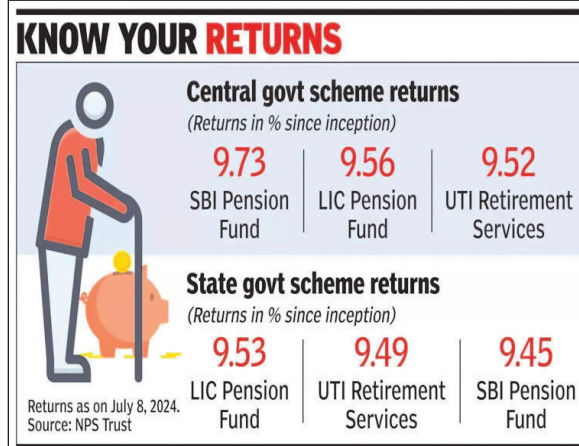 KNOW YOUR RETURNS
Central govt scheme returns
(Returns in % since inception)
9.73
SBI Pension
Fund
9.56
LIC Pension
Fund
9.52
UTI Retirement
Services
State govt scheme returns
(Returns in % since inception)
9.53
LIC Pension
Fund
9.49
UTI Retirement
Services
9.45
SBI Pension
Fund
Returns as on July 8, 2024.
Source: NPS Trust